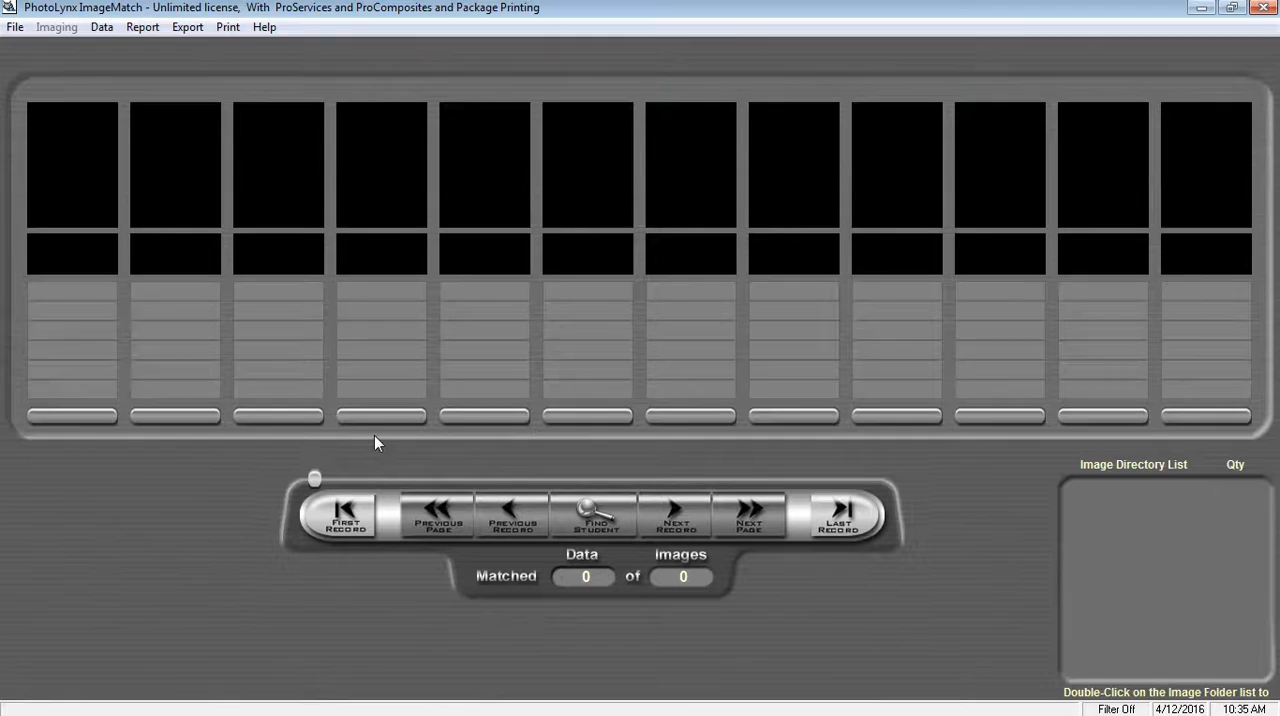 PhotoLynx ImageMatch - Unlimited license,  With  ProServices and ProComposites and Package Printing
File Imaging Data Report Export Print Help
Image Directory List Qty
FIRST RECORD
PREVIOUS PAGE
PREVIOUS RECORD
FIND STUDENT
NEXT RECORD
NEXT PAGE
LAST RECORD
Data Images
Matched 0 of 0
Double-Click on the Image Folder list to
Filter Off 4/12/2016 10:35 AM